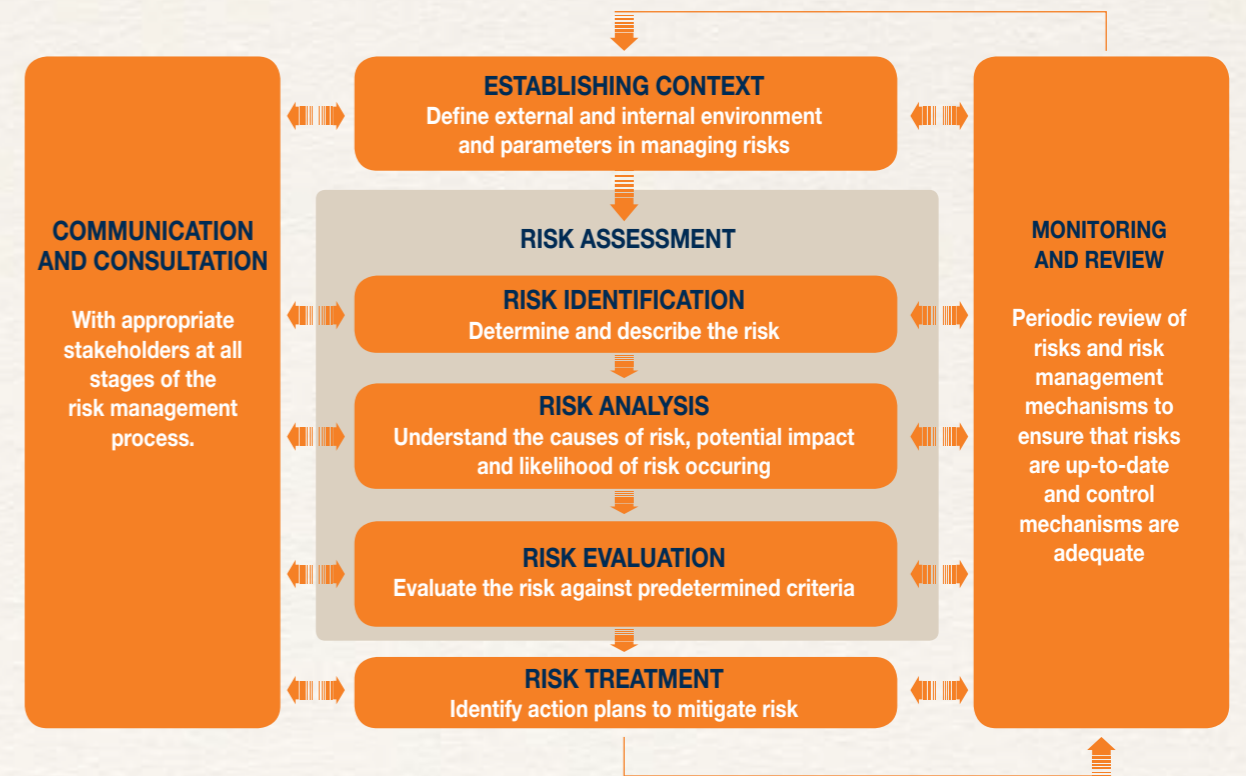 ESTABLISHING CONTEXT
Define external and internal environment
and parameters in managing risks
COMMUNICATION
AND CONSULTATION
With appropriate
stakeholders at all
stages of the
risk management
process.
RISK ASSESSMENT
RISK IDENTIFICATION
Determine and describe the risk
RISK ANALYSIS
Understand the causes of risk, potential impact
and likelihood of risk occuring
RISK EVALUATION
Evaluate the risk against predetermined criteria
RISK TREATMENT
Identify action plans to mitigate risk
MONITORING
AND REVIEW
Periodic review of
risks and risk
management
mechanisms to
ensure that risks
are up-to-date
and control
mechanisms are
adequate